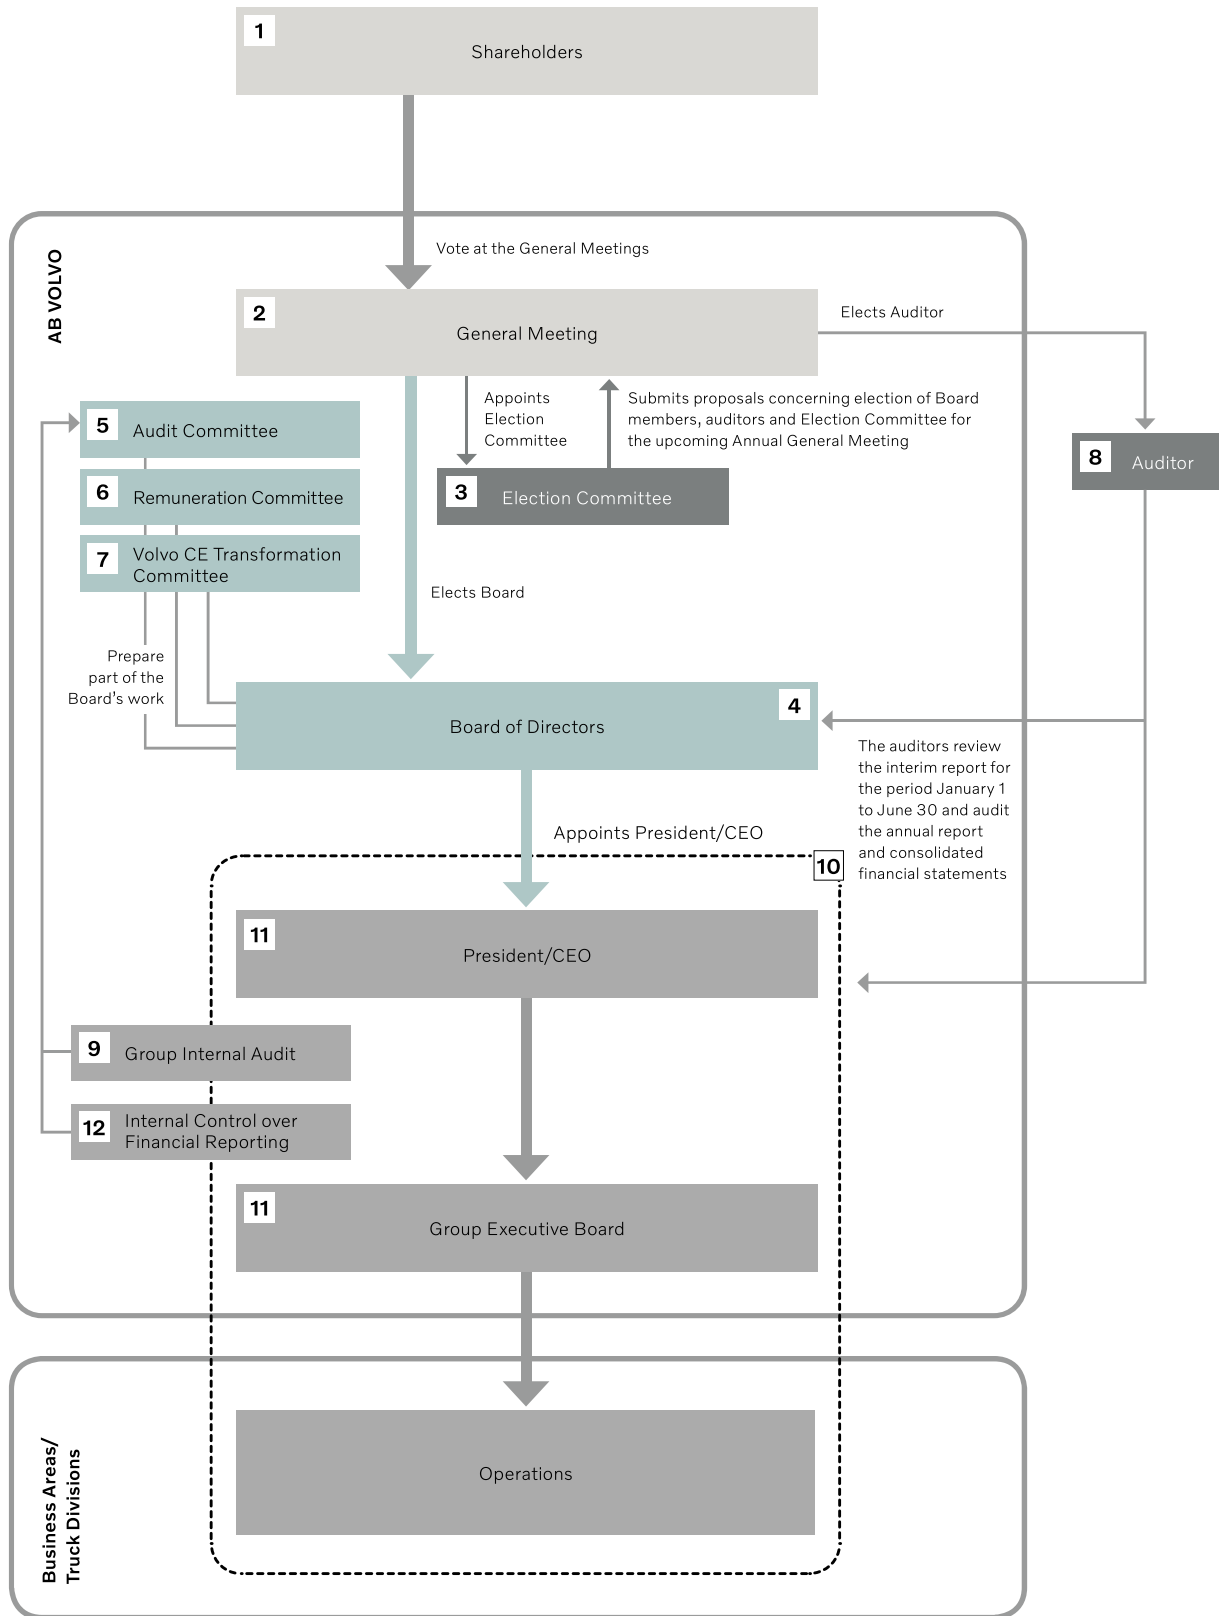 1
Shareholders
AB VOLVO
Vote at the General Meetings
2
General Meeting
Elects Auditor
Appoints
Election
Committee
Submits proposals concerning election of Board
members, auditors and Election Committee for
the upcoming Annual General Meeting
5
Audit Committee
6
Remuneration Committee
7
Volvo CE Transformation
Committee
3
Election Committee
8
Auditor
Elects Board
Prepare
part of the
Board's work
4
Board of Directors
The auditors review
the interim report for
the period January 1
to June 30 and audit
the annual report
and consolidated
financial statements
Appoints President/CEO
10
11
President/CEO
9
Group Internal Audit
12
Internal Control over
Financial Reporting
11
Group Executive Board
Business Areas/
Truck Divisions
Operations